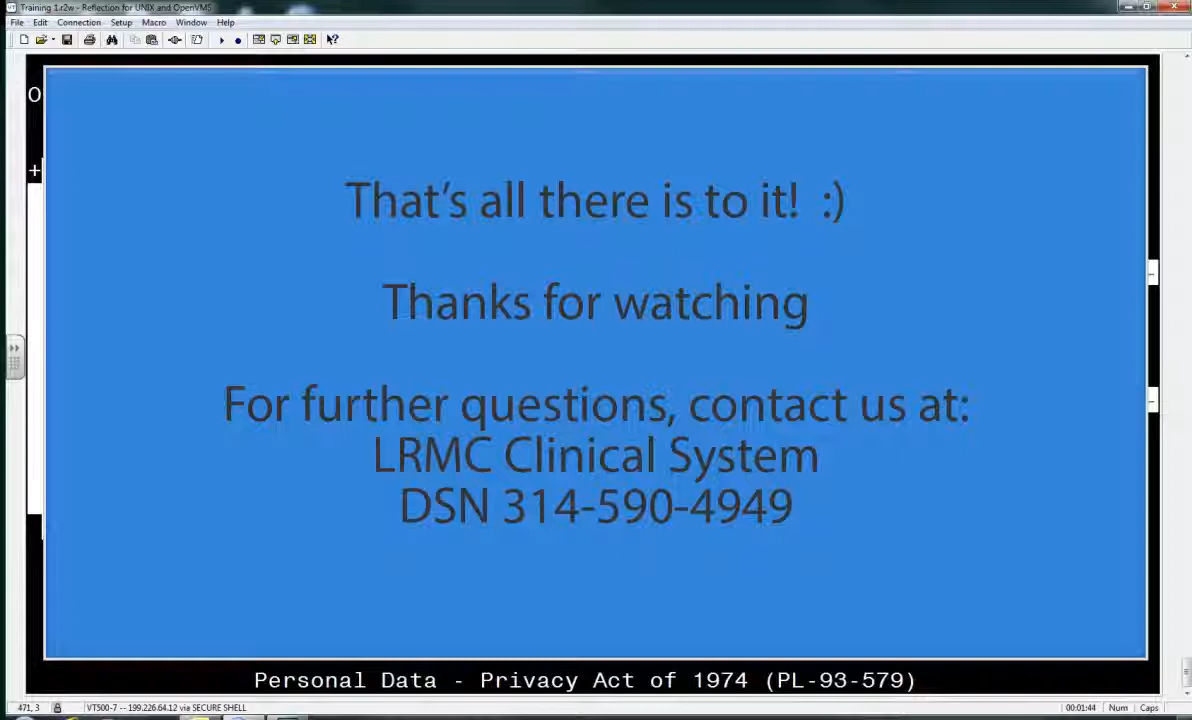 Training 1.r2w - Reflection for UNIX and OpenVMS
File Edit Connection Setup Macro Window Help
O
+
That's all there is to it! :)
Thanks for watching
For further questions, contact us at:
LRMC Clinical System
DSN 314-590-4949
Personal Data - Privacy Act of 1974 (PL-93-579)
471, 3 VT500-7 -- 199.226.64.12 via SECURE SHELL 00:01:44 Num Caps